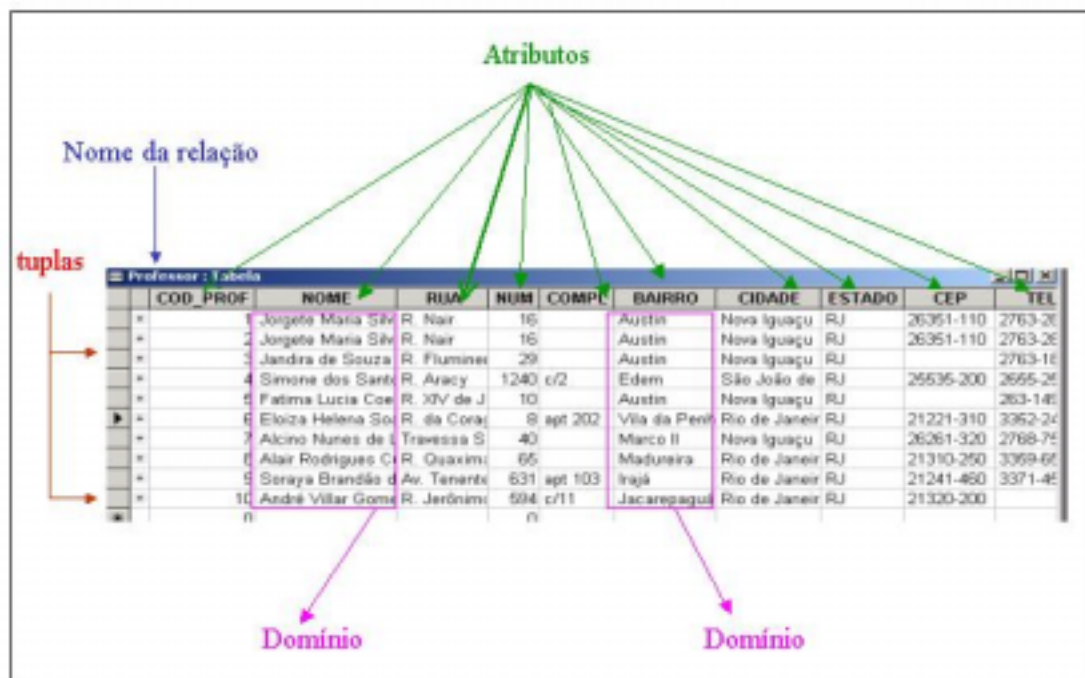 Atributos
Nome da relação
tuplas
Professor : Tabela
COD_PROF NOME RUA NUM COMPL BAIRRO CIDADE ESTADO CEP TEL
1 Jorgete Maria Silv R. Nair 16 Austin Nova Iguaçu RJ 26351-110 2763-26
2 Jorgete Maria Silv R. Nair 16 Austin Nova Iguaçu RJ 26351-110 2763-26
3 Jandira de Souza R. Fluminen 29 Austin Nova Iguaçu RJ 2763-18
4 Simone dos Santo R. Aracy 1240 c/2 Edem São João de RJ 25535-200 2655-25
5 Fatima Lucia Coe R. XIV de J 10 Austin Nova Iguaçu RJ 263-145
6 Eloiza Helena Soa R. da Coraç 8 apt 202 Vila da Penh Rio de Janeir RJ 21221-310 3352-24
7 Alcino Nunes de L Travessa S 40 Marco II Nova Iguaçu RJ 26261-320 2768-75
8 Alair Rodrigues C R. Quaxima 65 Madureira Rio de Janeir RJ 21310-250 3359-65
9 Soraya Brandão d Av. Tenente 631 apt 103 Irajá Rio de Janeir RJ 21241-460 3371-45
10 André Villar Gome R. Jerônimo 594 c/11 Jacarepaguá Rio de Janeir RJ 21320-200
0 0
Domínio Domínio